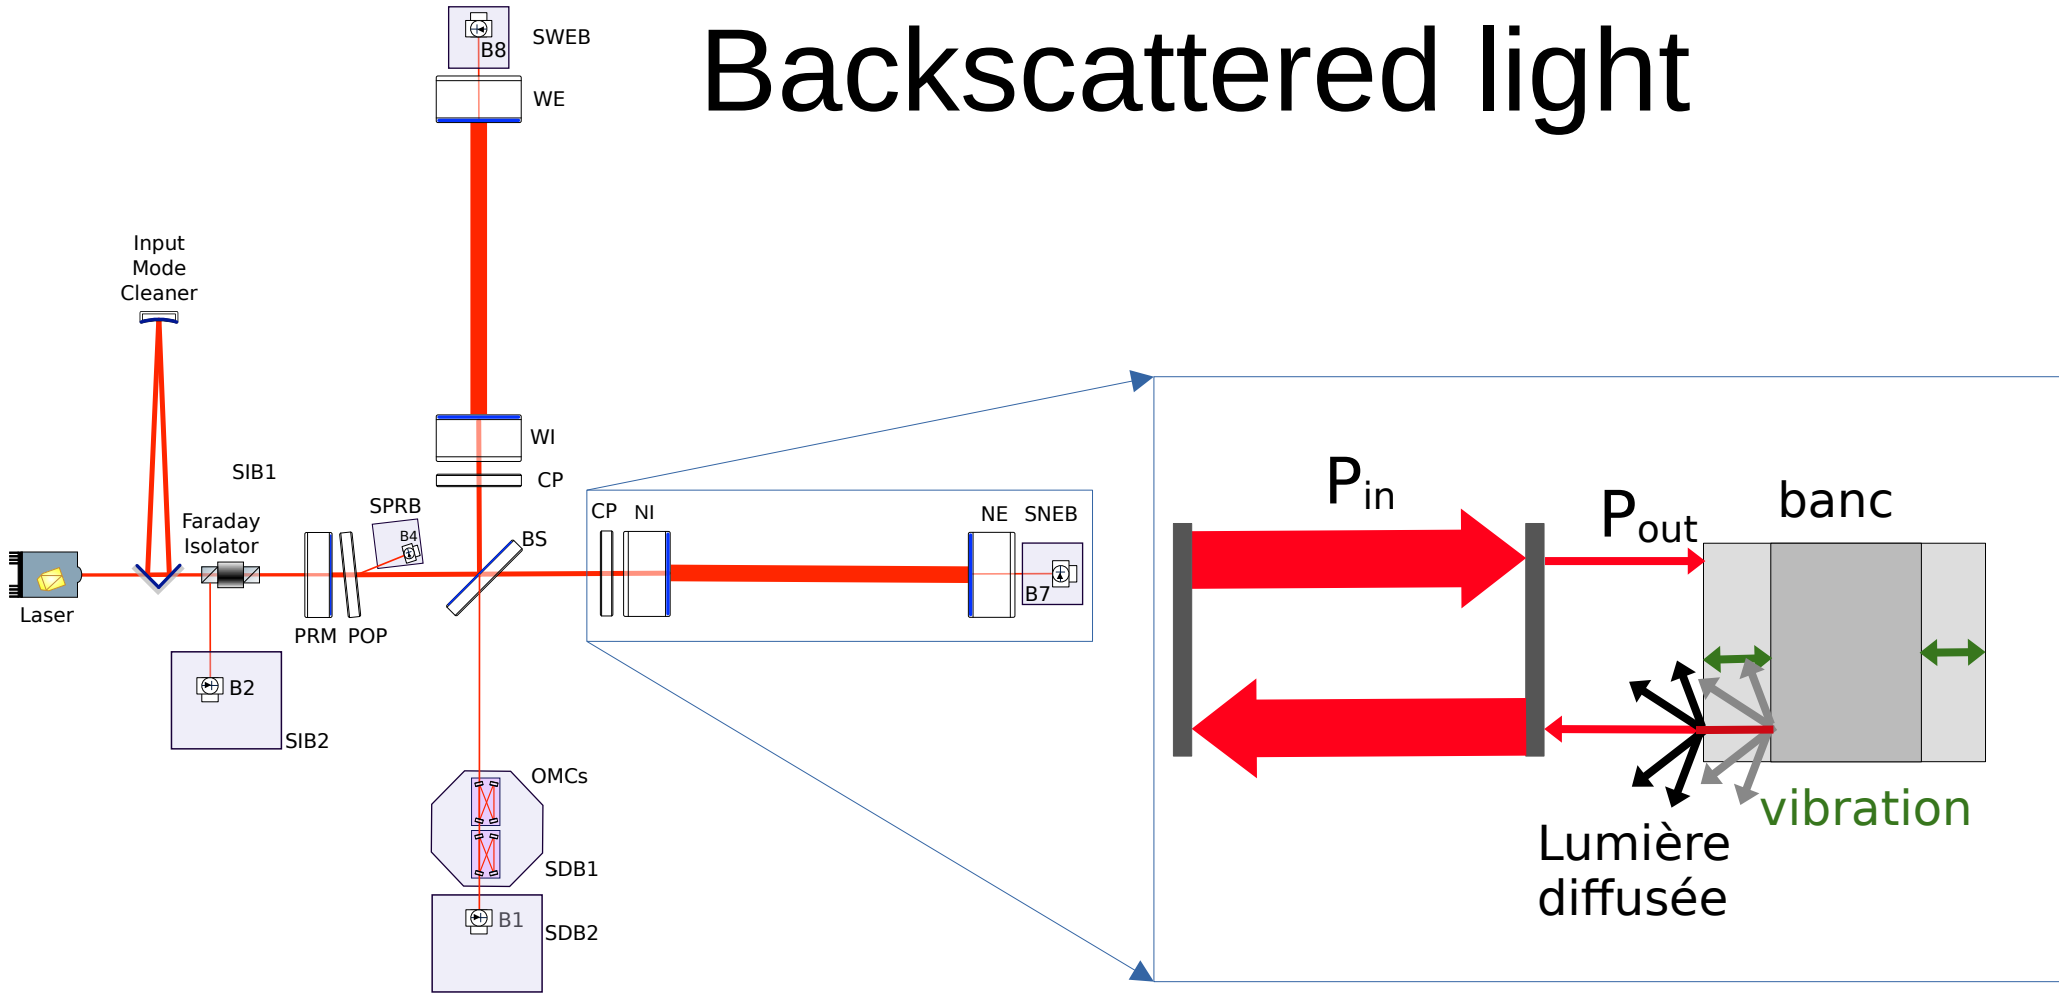 Backscattered light
B8
SWEB
WE
Input
Mode
Cleaner
WI
CP
SIB1
SPRB
B4
Faraday
Isolator
BS
CP
NI
NE
SNEB
B7
Laser
PRM
POP
B2
SIB2
OMCs
SDB1
B1
SDB2
Pin
Pout
banc
vibration
Lumière
diffusée